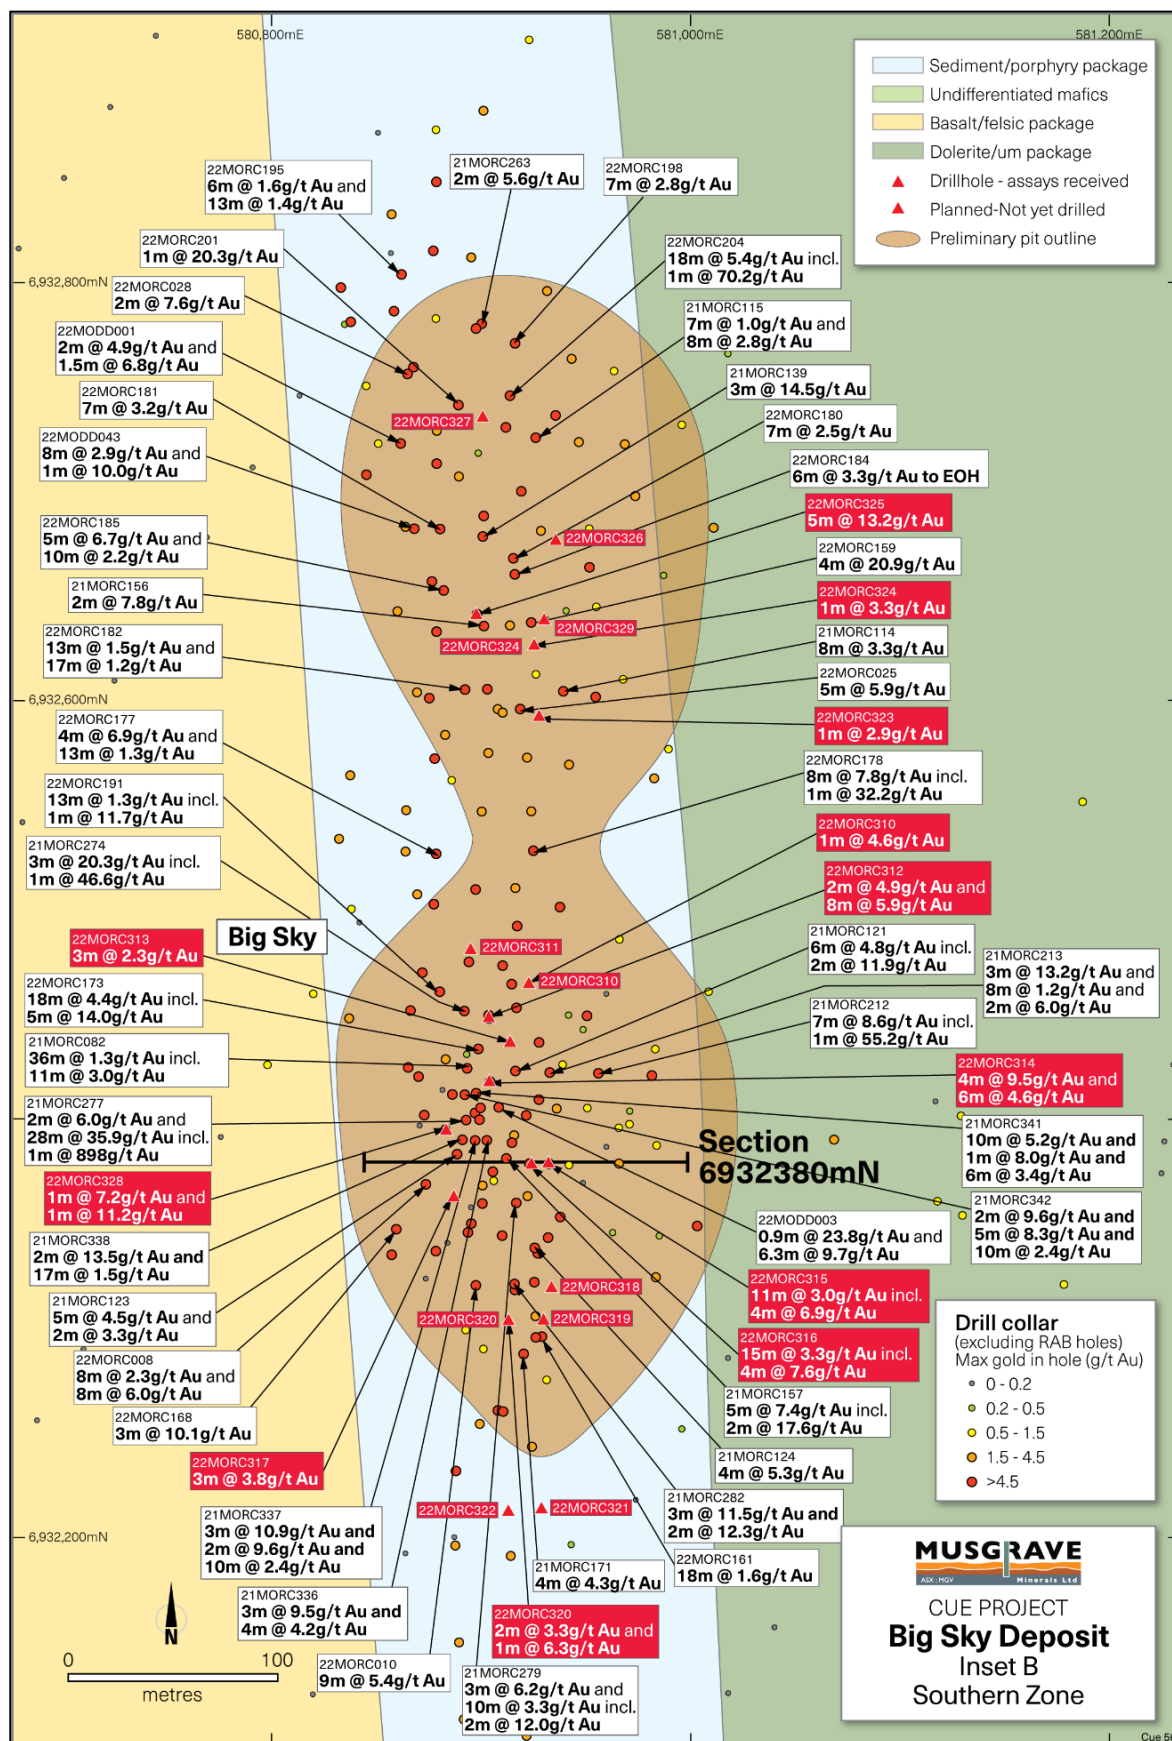 580,800mE
581,000mE
581,200mE
Sediment/porphyry package
Undifferentiated mafics
Basalt/felsic package
Dolerite/um package
Drillhole - assays received
Planned-Not yet drilled
Preliminary pit outline
22MORC195
6m @ 1.6g/t Au and
13m @ 1.4g/t Au
21MORC263
2m @ 5.6g/t Au
22MORC198
7m @ 2.8g/t Au
22MORC201
1m @ 20.3g/t Au
22MORC204
18m @ 5.4g/t Au incl.
1m @ 70.2g/t Au
6,932,800mN
22MORC028
2m @ 7.6g/t Au
21MORC115
7m @ 1.0g/t Au and
8m @ 2.8g/t Au
22MODD001
2m @ 4.9g/t Au and
1.5m @ 6.8g/t Au
21MORC139
3m @ 14.5g/t Au
22MORC181
7m @ 3.2g/t Au
22MORC327
22MORC180
7m @ 2.5g/t Au
22MODD043
8m @ 2.9g/t Au and
1m @ 10.0g/t Au
22MORC184
6m @ 3.3g/t Au to EOH
22MORC325
5m @ 13.2g/t Au
22MORC185
5m @ 6.7g/t Au and
10m @ 2.2g/t Au
22MORC326
22MORC159
4m @ 20.9g/t Au
21MORC156
2m @ 7.8g/t Au
22MORC324
1m @ 3.3g/t Au
22MORC329
22MORC324
22MORC182
13m @ 1.5g/t Au and
17m @ 1.2g/t Au
21MORC114
8m @ 3.3g/t Au
22MORC025
5m @ 5.9g/t Au
6,932,600mN
22MORC323
1m @ 2.9g/t Au
22MORC177
4m @ 6.9g/t Au and
13m @ 1.3g/t Au
22MORC178
8m @ 7.8g/t Au incl.
1m @ 32.2g/t Au
22MORC191
13m @ 1.3g/t Au incl.
1m @ 11.7g/t Au
22MORC310
1m @ 4.6g/t Au
21MORC274
3m @ 20.3g/t Au incl.
1m @ 46.6g/t Au
22MORC312
2m @ 4.9g/t Au and
8m @ 5.9g/t Au
Big Sky
22MORC313
3m @ 2.3g/t Au
22MORC311
21MORC121
6m @ 4.8g/t Au incl.
2m @ 11.9g/t Au
21MORC213
3m @ 13.2g/t Au and
8m @ 1.2g/t Au and
2m @ 6.0g/t Au
22MORC310
22MORC173
18m @ 4.4g/t Au incl.
5m @ 14.0g/t Au
21MORC212
7m @ 8.6g/t Au incl.
1m @ 55.2g/t Au
21MORC082
36m @ 1.3g/t Au incl.
11m @ 3.0g/t Au
22MORC314
4m @ 9.5g/t Au and
6m @ 4.6g/t Au
21MORC277
2m @ 6.0g/t Au and
28m @ 35.9g/t Au incl.
1m @ 898g/t Au
21MORC341
10m @ 5.2g/t Au and
1m @ 8.0g/t Au and
6m @ 3.4g/t Au
Section
6932380mN
22MORC328
1m @ 7.2g/t Au and
1m @ 11.2g/t Au
21MORC342
2m @ 9.6g/t Au and
5m @ 8.3g/t Au and
10m @ 2.4g/t Au
22MODD003
0.9m @ 23.8g/t Au and
6.3m @ 9.7g/t Au
21MORC338
2m @ 13.5g/t Au and
17m @ 1.5g/t Au
22MORC315
11m @ 3.0g/t Au incl.
4m @ 6.9g/t Au
22MORC318
21MORC123
5m @ 4.5g/t Au and
2m @ 3.3g/t Au
22MORC320
22MORC319
22MORC316
15m @ 3.3g/t Au incl.
4m @ 7.6g/t Au
Drill collar
(excluding RAB holes)
Max gold in hole (g/t Au)
0 - 0.2
0.2 - 0.5
0.5 - 1.5
1.5 - 4.5
>4.5
22MORC008
8m @ 2.3g/t Au and
8m @ 6.0g/t Au
21MORC157
5m @ 7.4g/t Au incl.
2m @ 17.6g/t Au
22MORC168
3m @ 10.1g/t Au
21MORC124
4m @ 5.3g/t Au
22MORC317
3m @ 3.8g/t Au
21MORC282
3m @ 11.5g/t Au and
2m @ 12.3g/t Au
22MORC322
22MORC321
21MORC337
3m @ 10.9g/t Au and
2m @ 9.6g/t Au and
10m @ 2.4g/t Au
6,932,200mN
22MORC161
18m @ 1.6g/t Au
21MORC171
4m @ 4.3g/t Au
21MORC336
3m @ 9.5g/t Au and
4m @ 4.2g/t Au
22MORC320
2m @ 3.3g/t Au and
1m @ 6.3g/t Au
22MORC010
9m @ 5.4g/t Au
21MORC279
3m @ 6.2g/t Au and
10m @ 3.3g/t Au incl.
2m @ 12.0g/t Au
N
0 100
metres
MUSGRAVE
ASX : MGV Minerals Ltd
CUE PROJECT
Big Sky Deposit
Inset B
Southern Zone